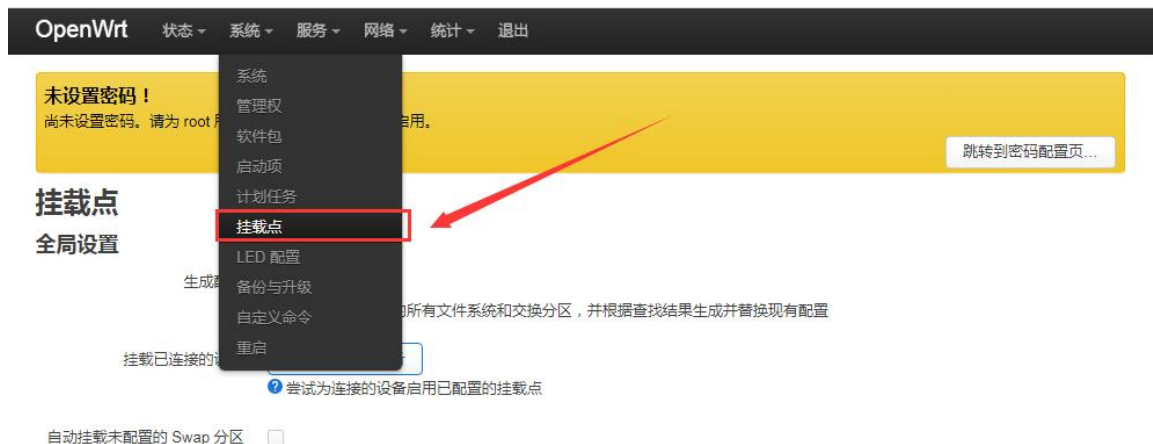 OpenWrt 状态 系统 服务 网络 统计 退出
系统
未设置密码！
管理权
尚未设置密码。请为 root 启用。
软件包
跳转到密码配置页...
启动项
挂载点
计划任务
挂载点
全局设置
LED 配置
生成
备份与升级
所有文件系统和交换分区，并根据查找结果生成并替换现有配置
自定义命令
重启
挂载已连接的
尝试为连接的设备启用已配置的挂载点
自动挂载未配置的 Swap 分区